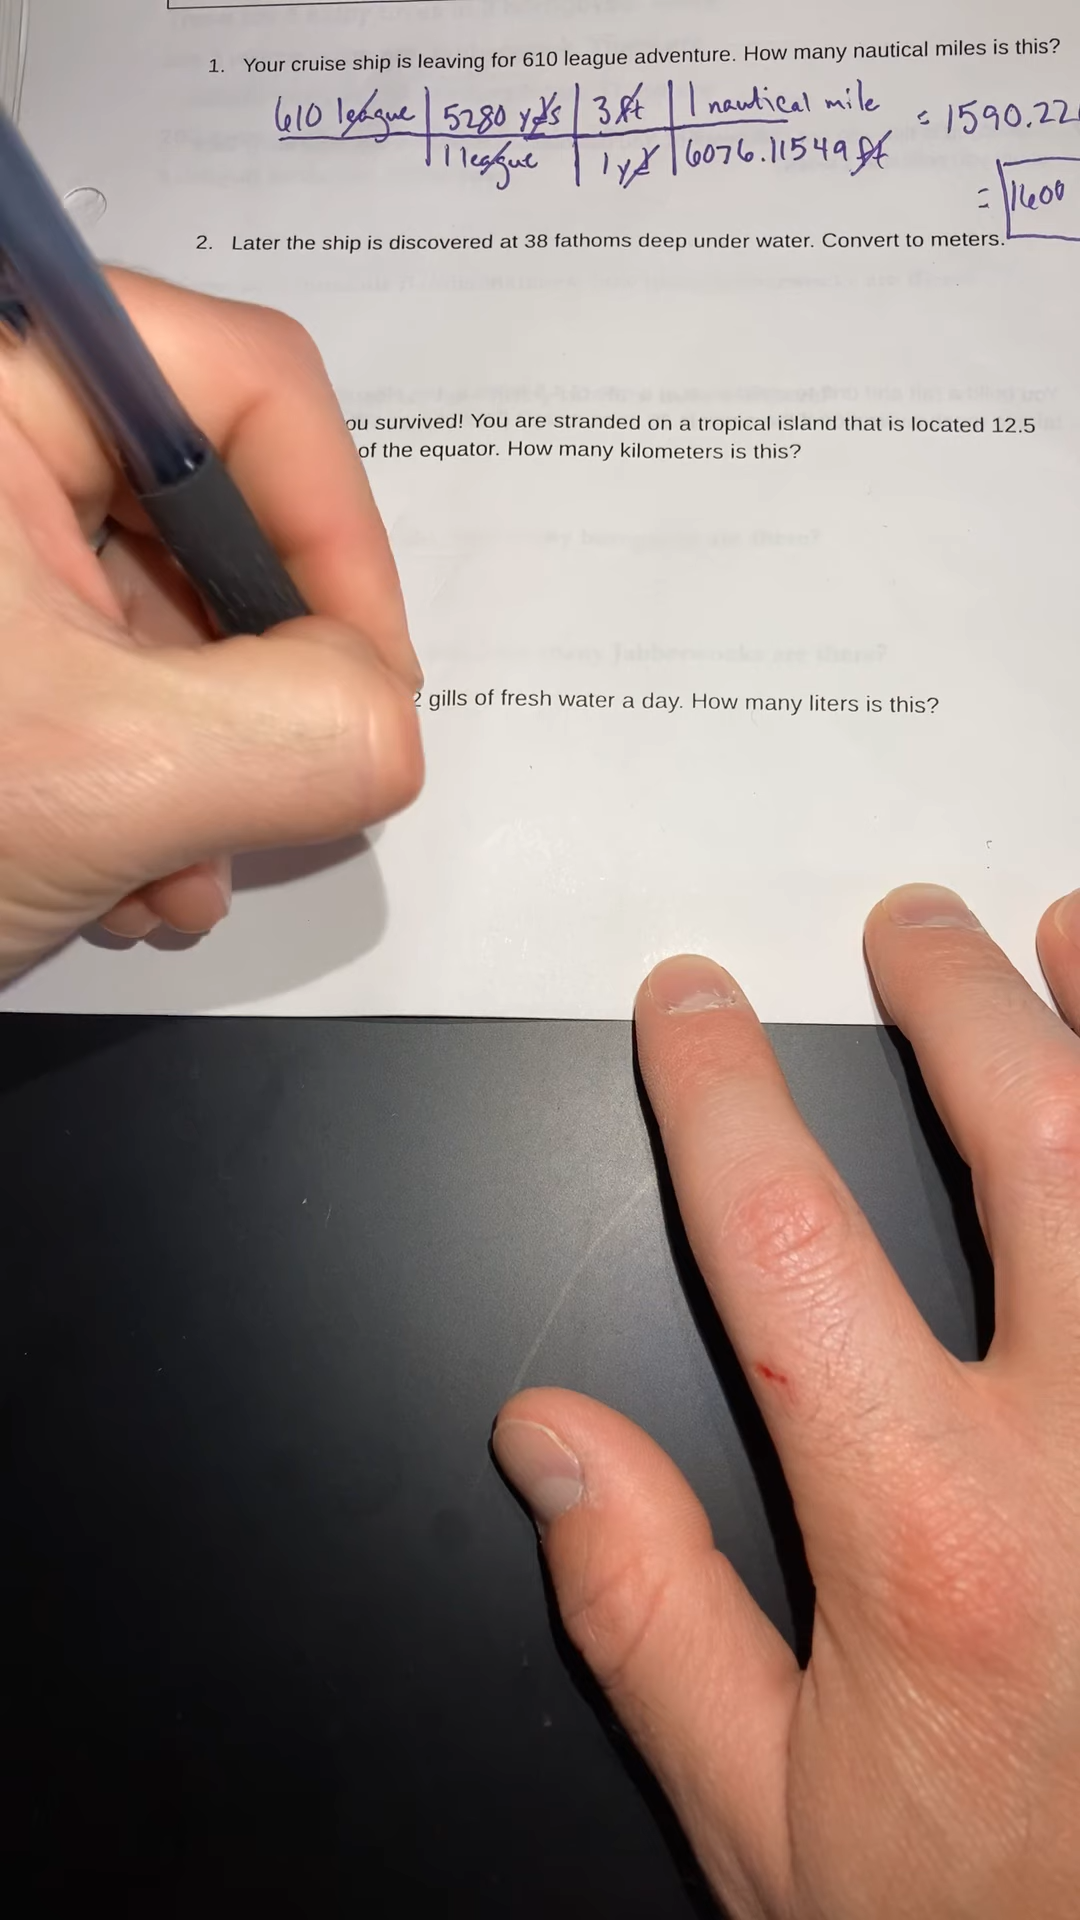 1. Your cruise ship is leaving for 610 league adventure. How many nautical miles is this?
610 league | 5280 yds | 3 ft | 1 nautical mile = 1590.22
1 league | 1 yd | 6076.11549 ft
= 1600
2. Later the ship is discovered at 38 fathoms deep under water. Convert to meters.
ou survived! You are stranded on a tropical island that is located 12.5
of the equator. How many kilometers is this?
2 gills of fresh water a day. How many liters is this?